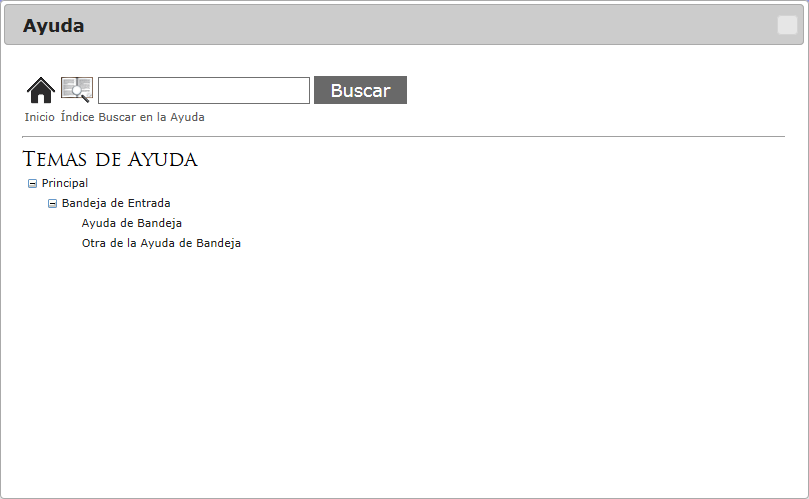 Ayuda
Buscar
Inicio Índice Buscar en la Ayuda
Temas de Ayuda
Principal
Bandeja de Entrada
Ayuda de Bandeja
Otra de la Ayuda de Bandeja